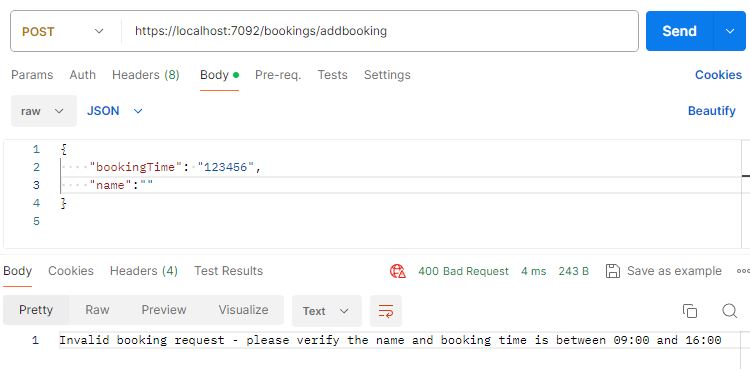 POST https://localhost:7092/bookings/addbooking Send
Params Auth Headers (8) Body Pre-req. Tests Settings Cookies
raw JSON Beautify
1 {
2 "bookingTime": "123456",
3 "name":""
4 }
5
Body Cookies Headers (4) Test Results 400 Bad Request 4 ms 243 B Save as example
Pretty Raw Preview Visualize Text
1 Invalid booking request - please verify the name and booking time is between 09:00 and 16:00